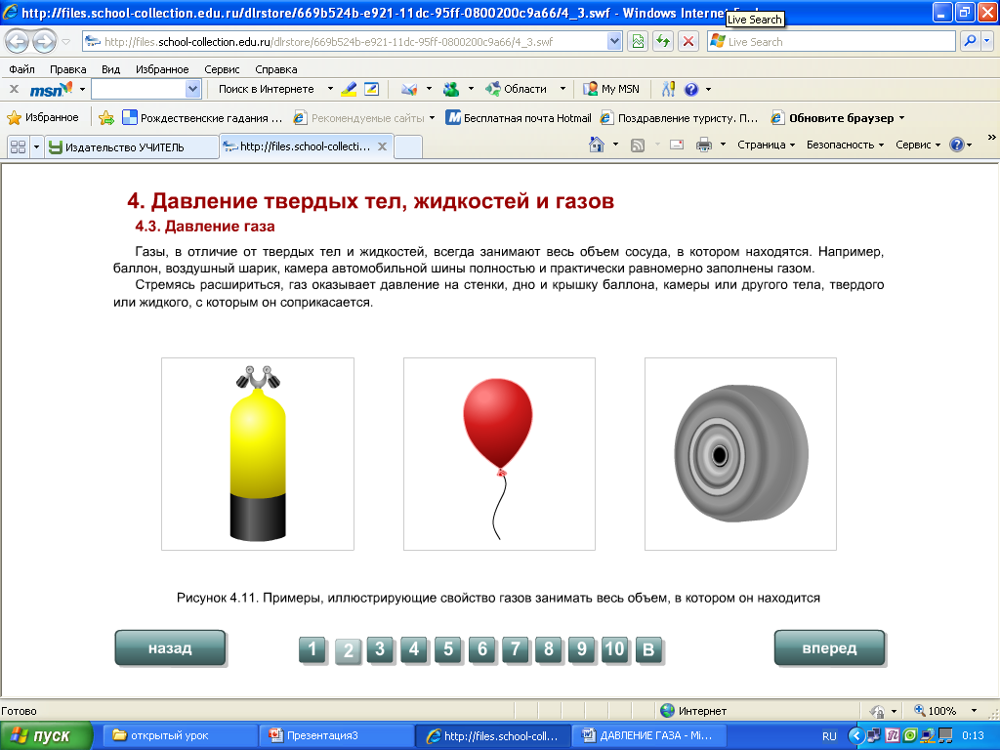 http://files.school-collection.edu.ru/dlrstore/669b524b-e921-11dc-95ff-0800200c9a66/4_3.swf - Windows Internet
Live Search
http://files.school-collection.edu.ru/dlrstore/669b524b-e921-11dc-95ff-0800200c9a66/4_3.swf
Live Search
Файл Правка Вид Избранное Сервис Справка
X msn Поиск в Интернете Области My MSN
Избранное Рождественские гадания ... Рекомендуемые сайты Бесплатная почта Hotmail Поздравление туристу. П... Обновите браузер
Издательство УЧИТЕЛЬ http://files.school-collecti... X Страница Безопасность Сервис »
4. Давление твердых тел, жидкостей и газов
4.3. Давление газа
Газы, в отличие от твердых тел и жидкостей, всегда занимают весь объем сосуда, в котором находятся. Например,
баллон, воздушный шарик, камера автомобильной шины полностью и практически равномерно заполнены газом.
Стремясь расшириться, газ оказывает давление на стенки, дно и крышку баллона, камеры или другого тела, твердого
или жидкого, с которым он соприкасается.
Рисунок 4.11. Примеры, иллюстрирующие свойство газов занимать весь объем, в котором он находится
назад 1 2 3 4 5 6 7 8 9 10 В вперед
Готово Интернет 100%
пуск открытый урок Презентация3 http://files.school-coll... ДАВЛЕНИЕ ГАЗА - Mi... RU 0:13